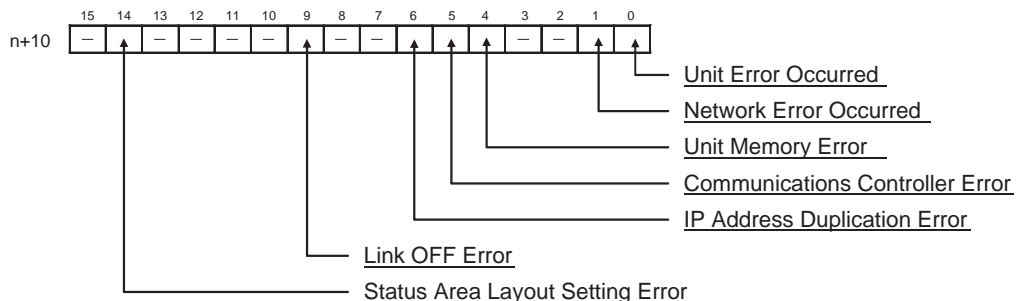 15 14 13 12 11 10 9 8 7 6 5 4 3 2 1 0
n+10 – – – – – – – – –
Unit Error Occurred
Network Error Occurred
Unit Memory Error
Communications Controller Error
IP Address Duplication Error
Link OFF Error
Status Area Layout Setting Error